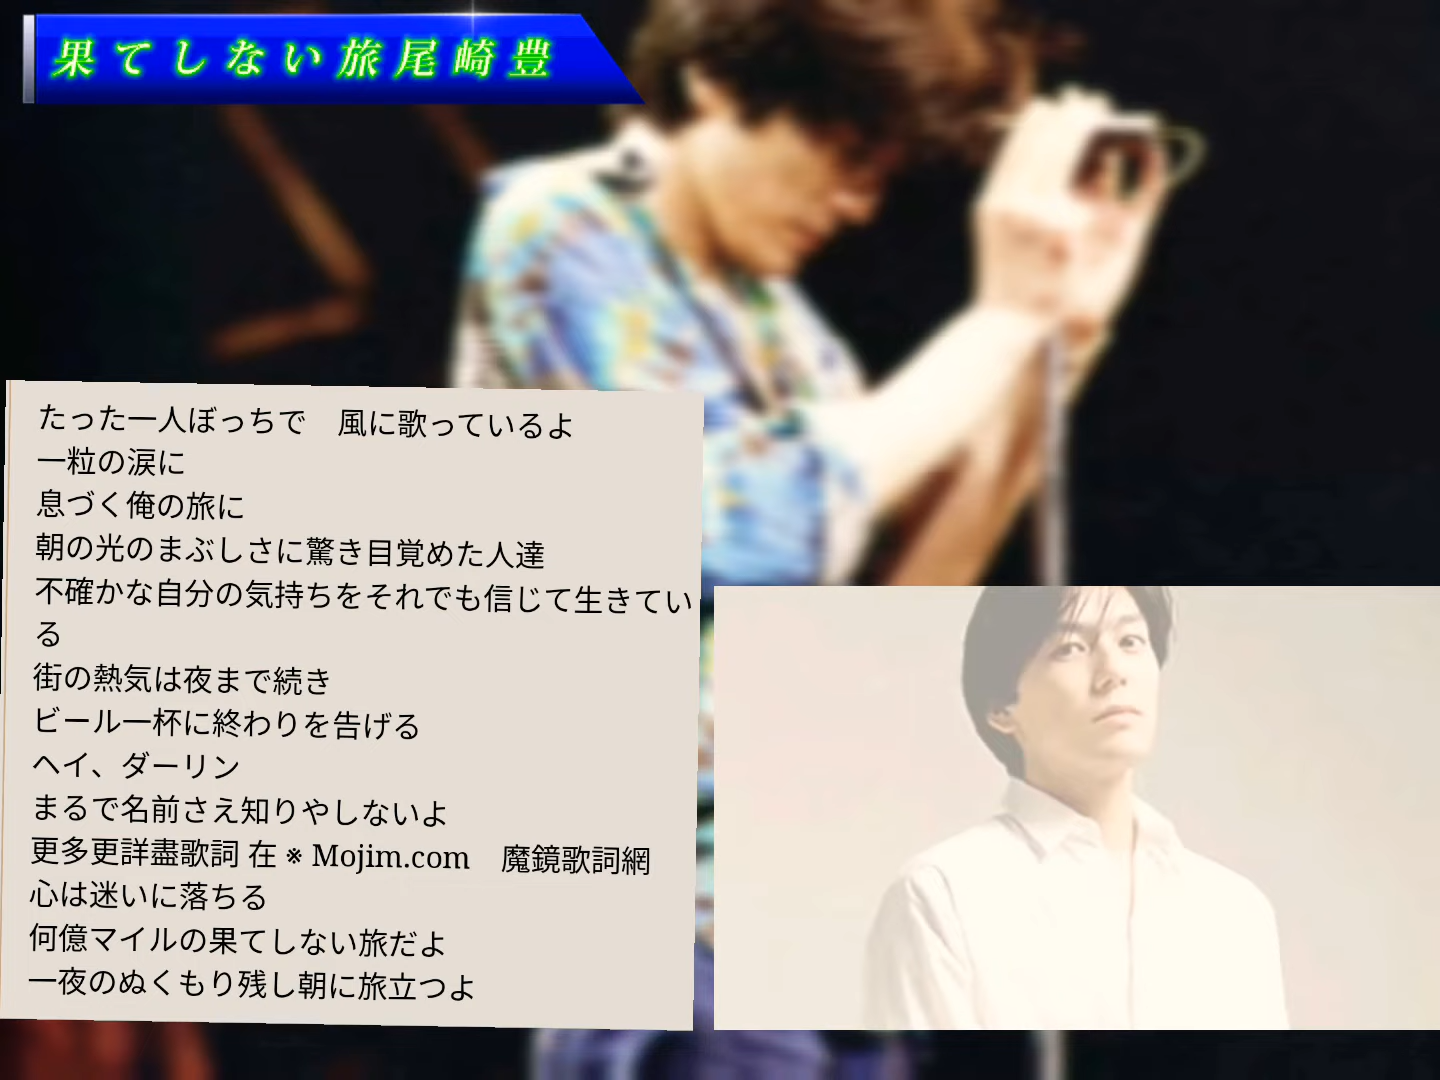 果てしない旅尾崎豊
たった一人ぼっちで　風に歌っているよ
一粒の涙に
息づく俺の旅に
朝の光のまぶしさに驚き目覚めた人達
不確かな自分の気持ちをそれでも信じて生きてい
る
街の熱気は夜まで続き
ビール一杯に終わりを告げる
ヘイ、ダーリン
まるで名前さえ知りやしないよ
更多更詳盡歌詞 在 ※ Mojim.com　魔鏡歌詞網
心は迷いに落ちる
何億マイルの果てしない旅だよ
一夜のぬくもり残し朝に旅立つよ